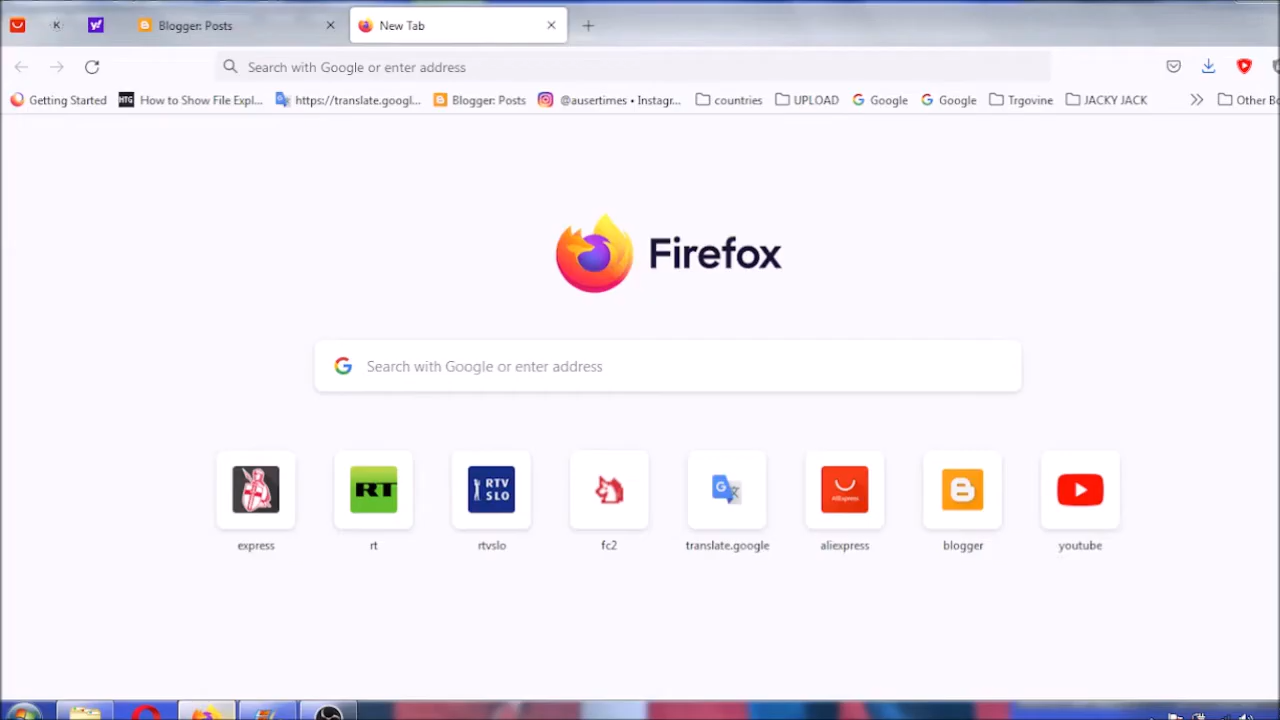 K
Blogger: Posts
New Tab
Search with Google or enter address
Getting Started
HTG
How to Show File Expl...
https://translate.googl...
Blogger: Posts
@ausertimes • Instagr...
countries
UPLOAD
Google
Google
Trgovine
JACKY JACK
Other Bo
Firefox
Search with Google or enter address
RT
RTV
SLO
G
AliExpress
express
rt
rtvslo
fc2
translate.google
aliexpress
blogger
youtube